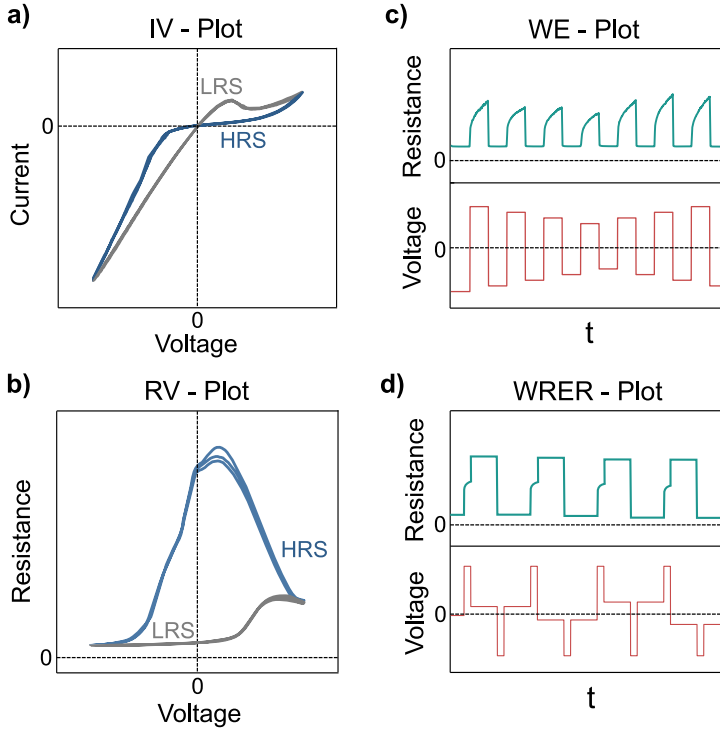 a)
IV - Plot
Current
0
LRS
HRS
0
Voltage
b)
RV - Plot
Resistance
0
HRS
LRS
0
Voltage
c)
WE - Plot
Resistance
0
Voltage
0
t
d)
WRER - Plot
Resistance
0
Voltage
0
t